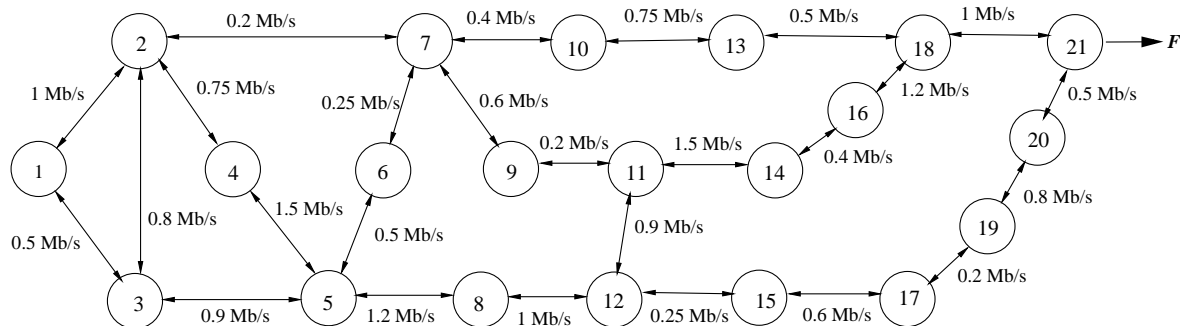 0.2 Mb/s
0.4 Mb/s
0.75 Mb/s
0.5 Mb/s
1 Mb/s
2
7
10
13
18
21
F
1 Mb/s
0.75 Mb/s
0.25 Mb/s
0.6 Mb/s
1.2 Mb/s
0.5 Mb/s
16
20
0.2 Mb/s
1.5 Mb/s
0.4 Mb/s
1
4
6
9
11
14
0.8 Mb/s
0.5 Mb/s
0.8 Mb/s
1.5 Mb/s
0.5 Mb/s
0.9 Mb/s
19
0.2 Mb/s
3
5
8
12
15
17
0.9 Mb/s
1.2 Mb/s
1 Mb/s
0.25 Mb/s
0.6 Mb/s